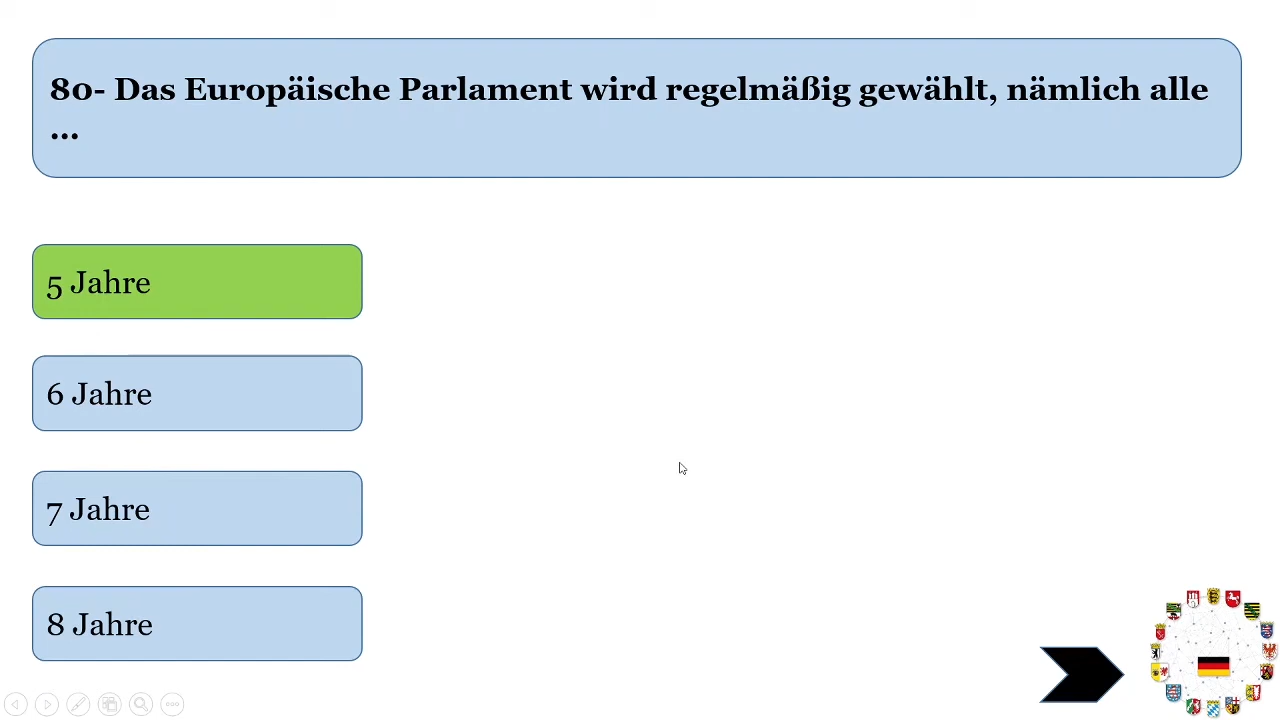 80- Das Europäische Parlament wird regelmäßig gewählt, nämlich alle
...
5 Jahre
6 Jahre
7 Jahre
8 Jahre